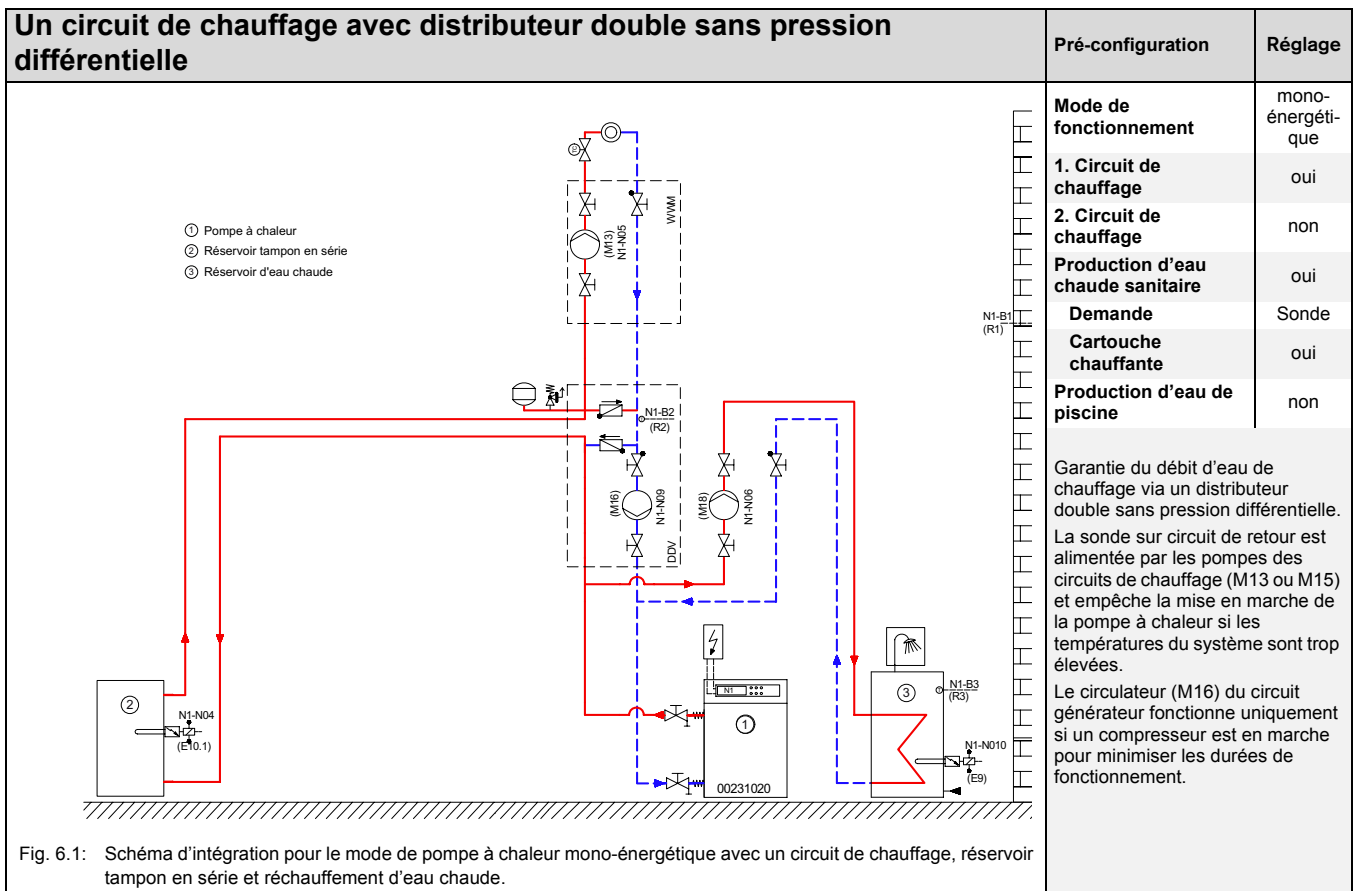 Un circuit de chauffage avec distributeur double sans pression
différentielle
Pré-configuration
Réglage
① Pompe à chaleur
② Réservoir tampon en série
③ Réservoir d'eau chaude
TC
WWM
(M13)
N1-N05
N1-B1
(R1)
N1-B2
(R2)
(M16)
N1-N09
DDV
(M18)
N1-N06
②
N1-N04
(E10.1)
N1
①
00231020
③
N1-B3
(R3)
N1-N010
(E9)
Fig. 6.1: Schéma d’intégration pour le mode de pompe à chaleur mono-énergétique avec un circuit de chauffage, réservoir
tampon en série et réchauffement d’eau chaude.
Mode de
fonctionnement
mono-
énergéti-
que
1. Circuit de
chauffage
oui
2. Circuit de
chauffage
non
Production d’eau
chaude sanitaire
oui
Demande
Sonde
Cartouche
chauffante
oui
Production d’eau de
piscine
non
Garantie du débit d’eau de
chauffage via un distributeur
double sans pression différentielle.
La sonde sur circuit de retour est
alimentée par les pompes des
circuits de chauffage (M13 ou M15)
et empêche la mise en marche de
la pompe à chaleur si les
températures du système sont trop
élevées.
Le circulateur (M16) du circuit
générateur fonctionne uniquement
si un compresseur est en marche
pour minimiser les durées de
fonctionnement.